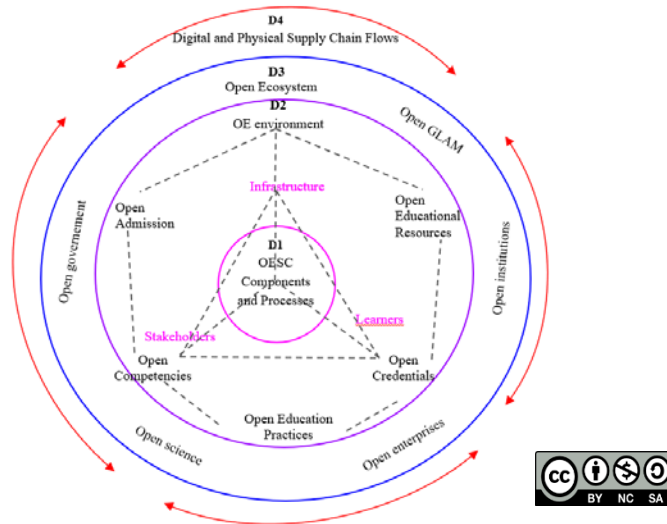 D4
Digital and Physical Supply Chain Flows
D3
Open Ecosystem
D2
OE environment
Open GLAM
Infrastructure
Open
Admission
Open
Educational
Resources
Open governement
Open institutions
D1
OESC
Components
and Processes
Stakeholders
Learners
Open
Competencies
Open
Credentials
Open Education
Practices
Open science
Open enterprises
cc
BY NC SA